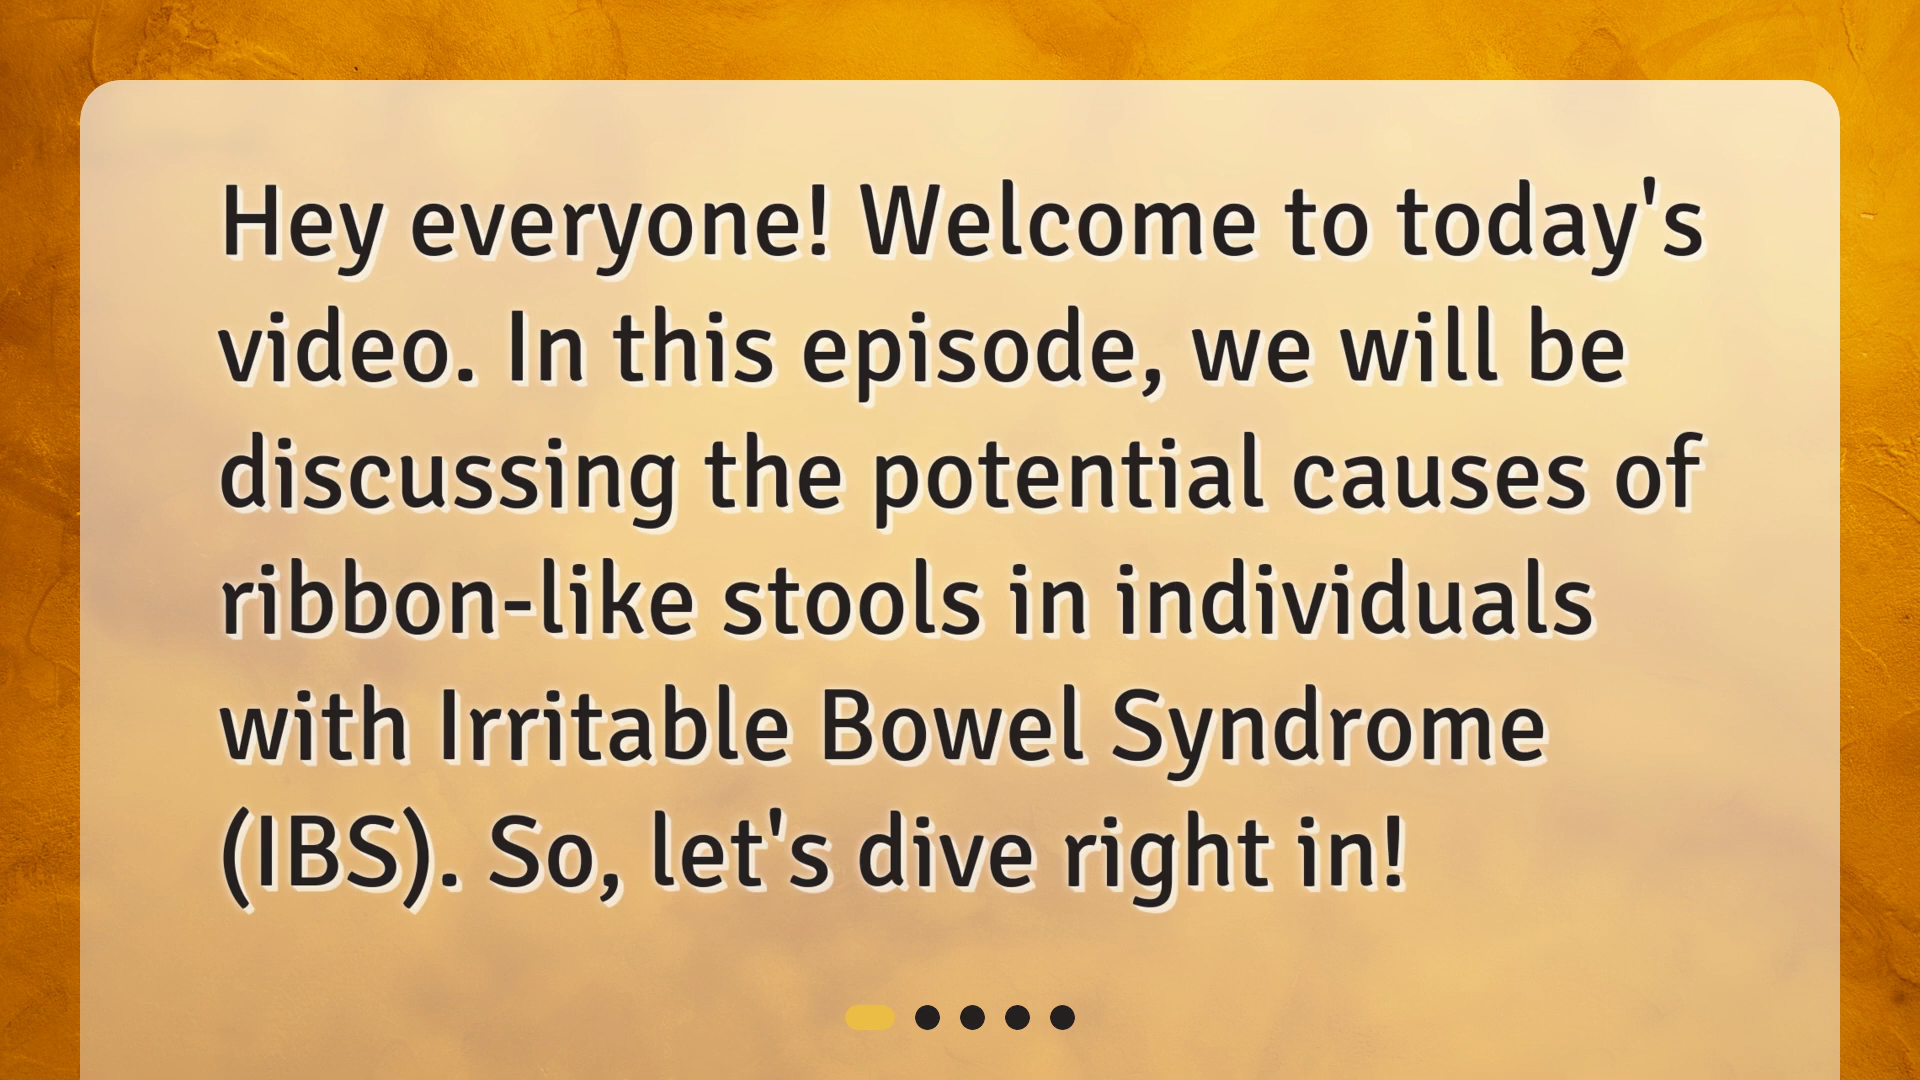 Hey everyone! Welcome to today's
video. In this episode, we will be
discussing the potential causes of
ribbon-like stools in individuals
with Irritable Bowel Syndrome
(IBS). So, let's dive right in!